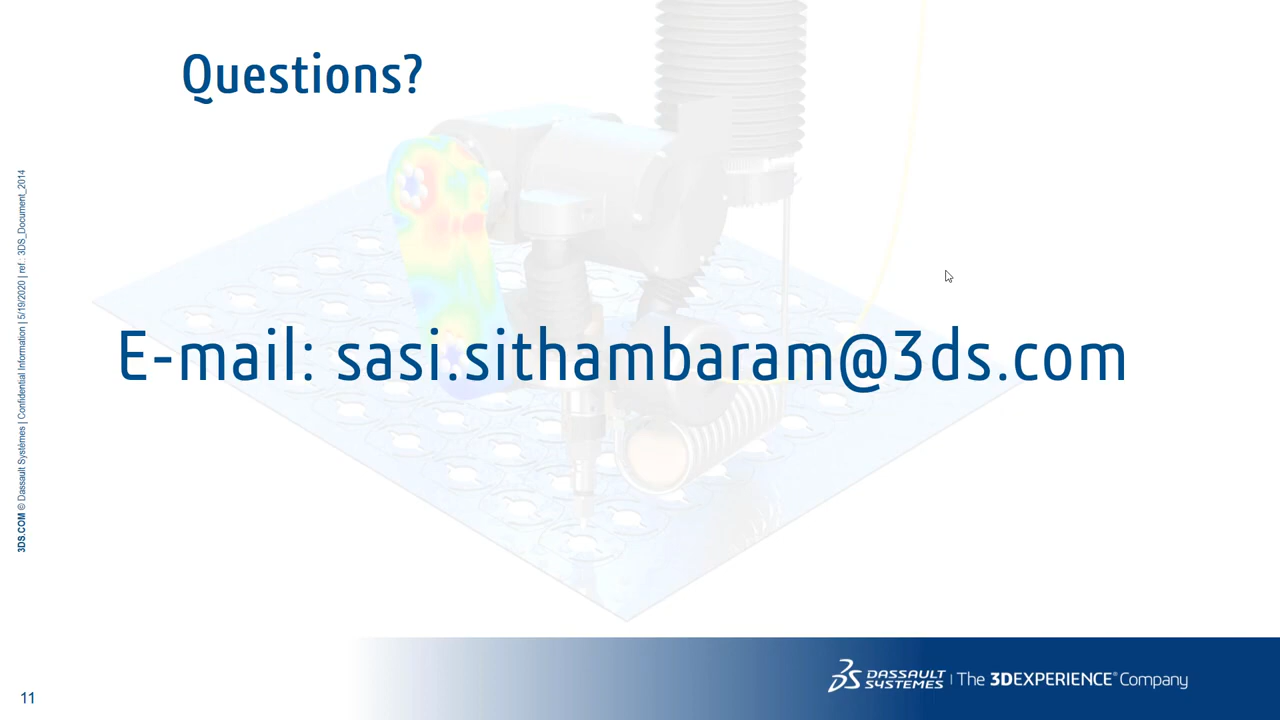 Questions?
E-mail: sasi.sithambaram@3ds.com
3DS.COM © Dassault Systèmes | Confidential Information | 5/19/2020 | ref.: 3DS_Document_2014
11
DASSAULT SYSTEMES | The 3DEXPERIENCE® Company